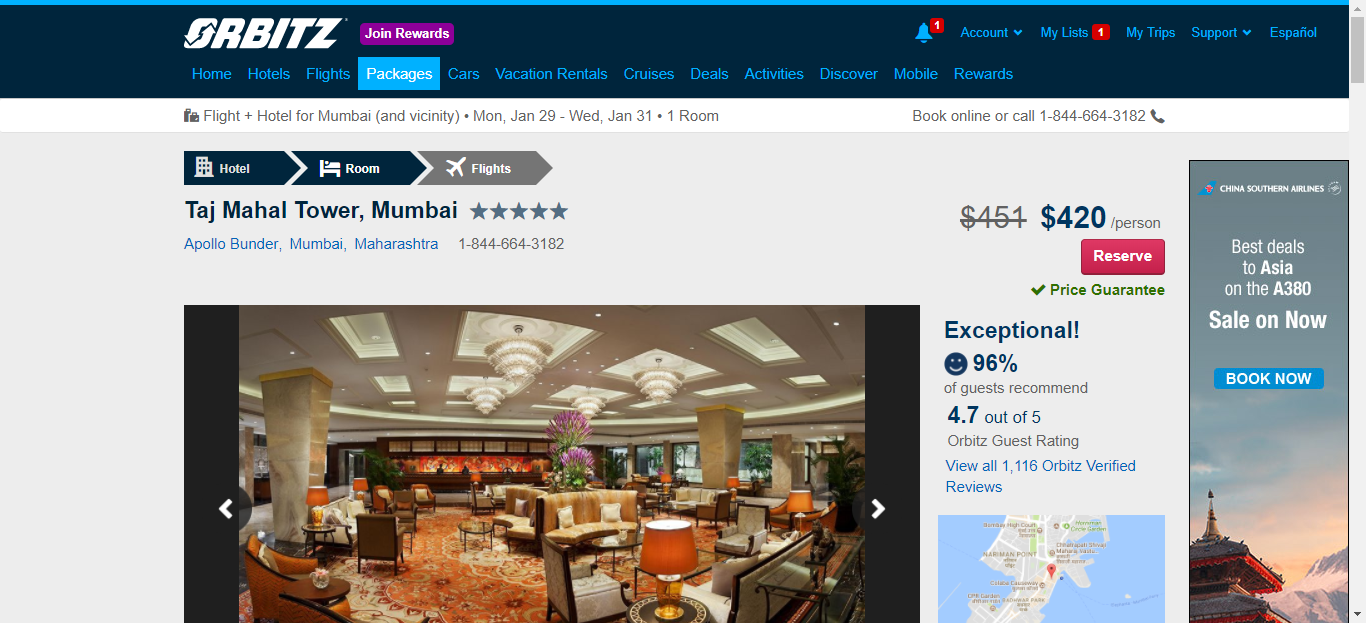 ORBITZ Join Rewards
1 Account My Lists 1 My Trips Support Español
Home Hotels Flights Packages Cars Vacation Rentals Cruises Deals Activities Discover Mobile Rewards
Flight + Hotel for Mumbai (and vicinity) • Mon, Jan 29 - Wed, Jan 31 • 1 Room
Book online or call 1-844-664-3182
Hotel Room Flights
Taj Mahal Tower, Mumbai
Apollo Bunder, Mumbai, Maharashtra 1-844-664-3182
$451 $420 /person
Reserve
Price Guarantee
Exceptional!
96%
of guests recommend
4.7 out of 5
Orbitz Guest Rating
View all 1,116 Orbitz Verified
Reviews
Bombay High Court
NARIMAN POINT
Colaba Causeway
CHINA SOUTHERN AIRLINES
Best deals
to Asia
on the A380
Sale on Now
BOOK NOW